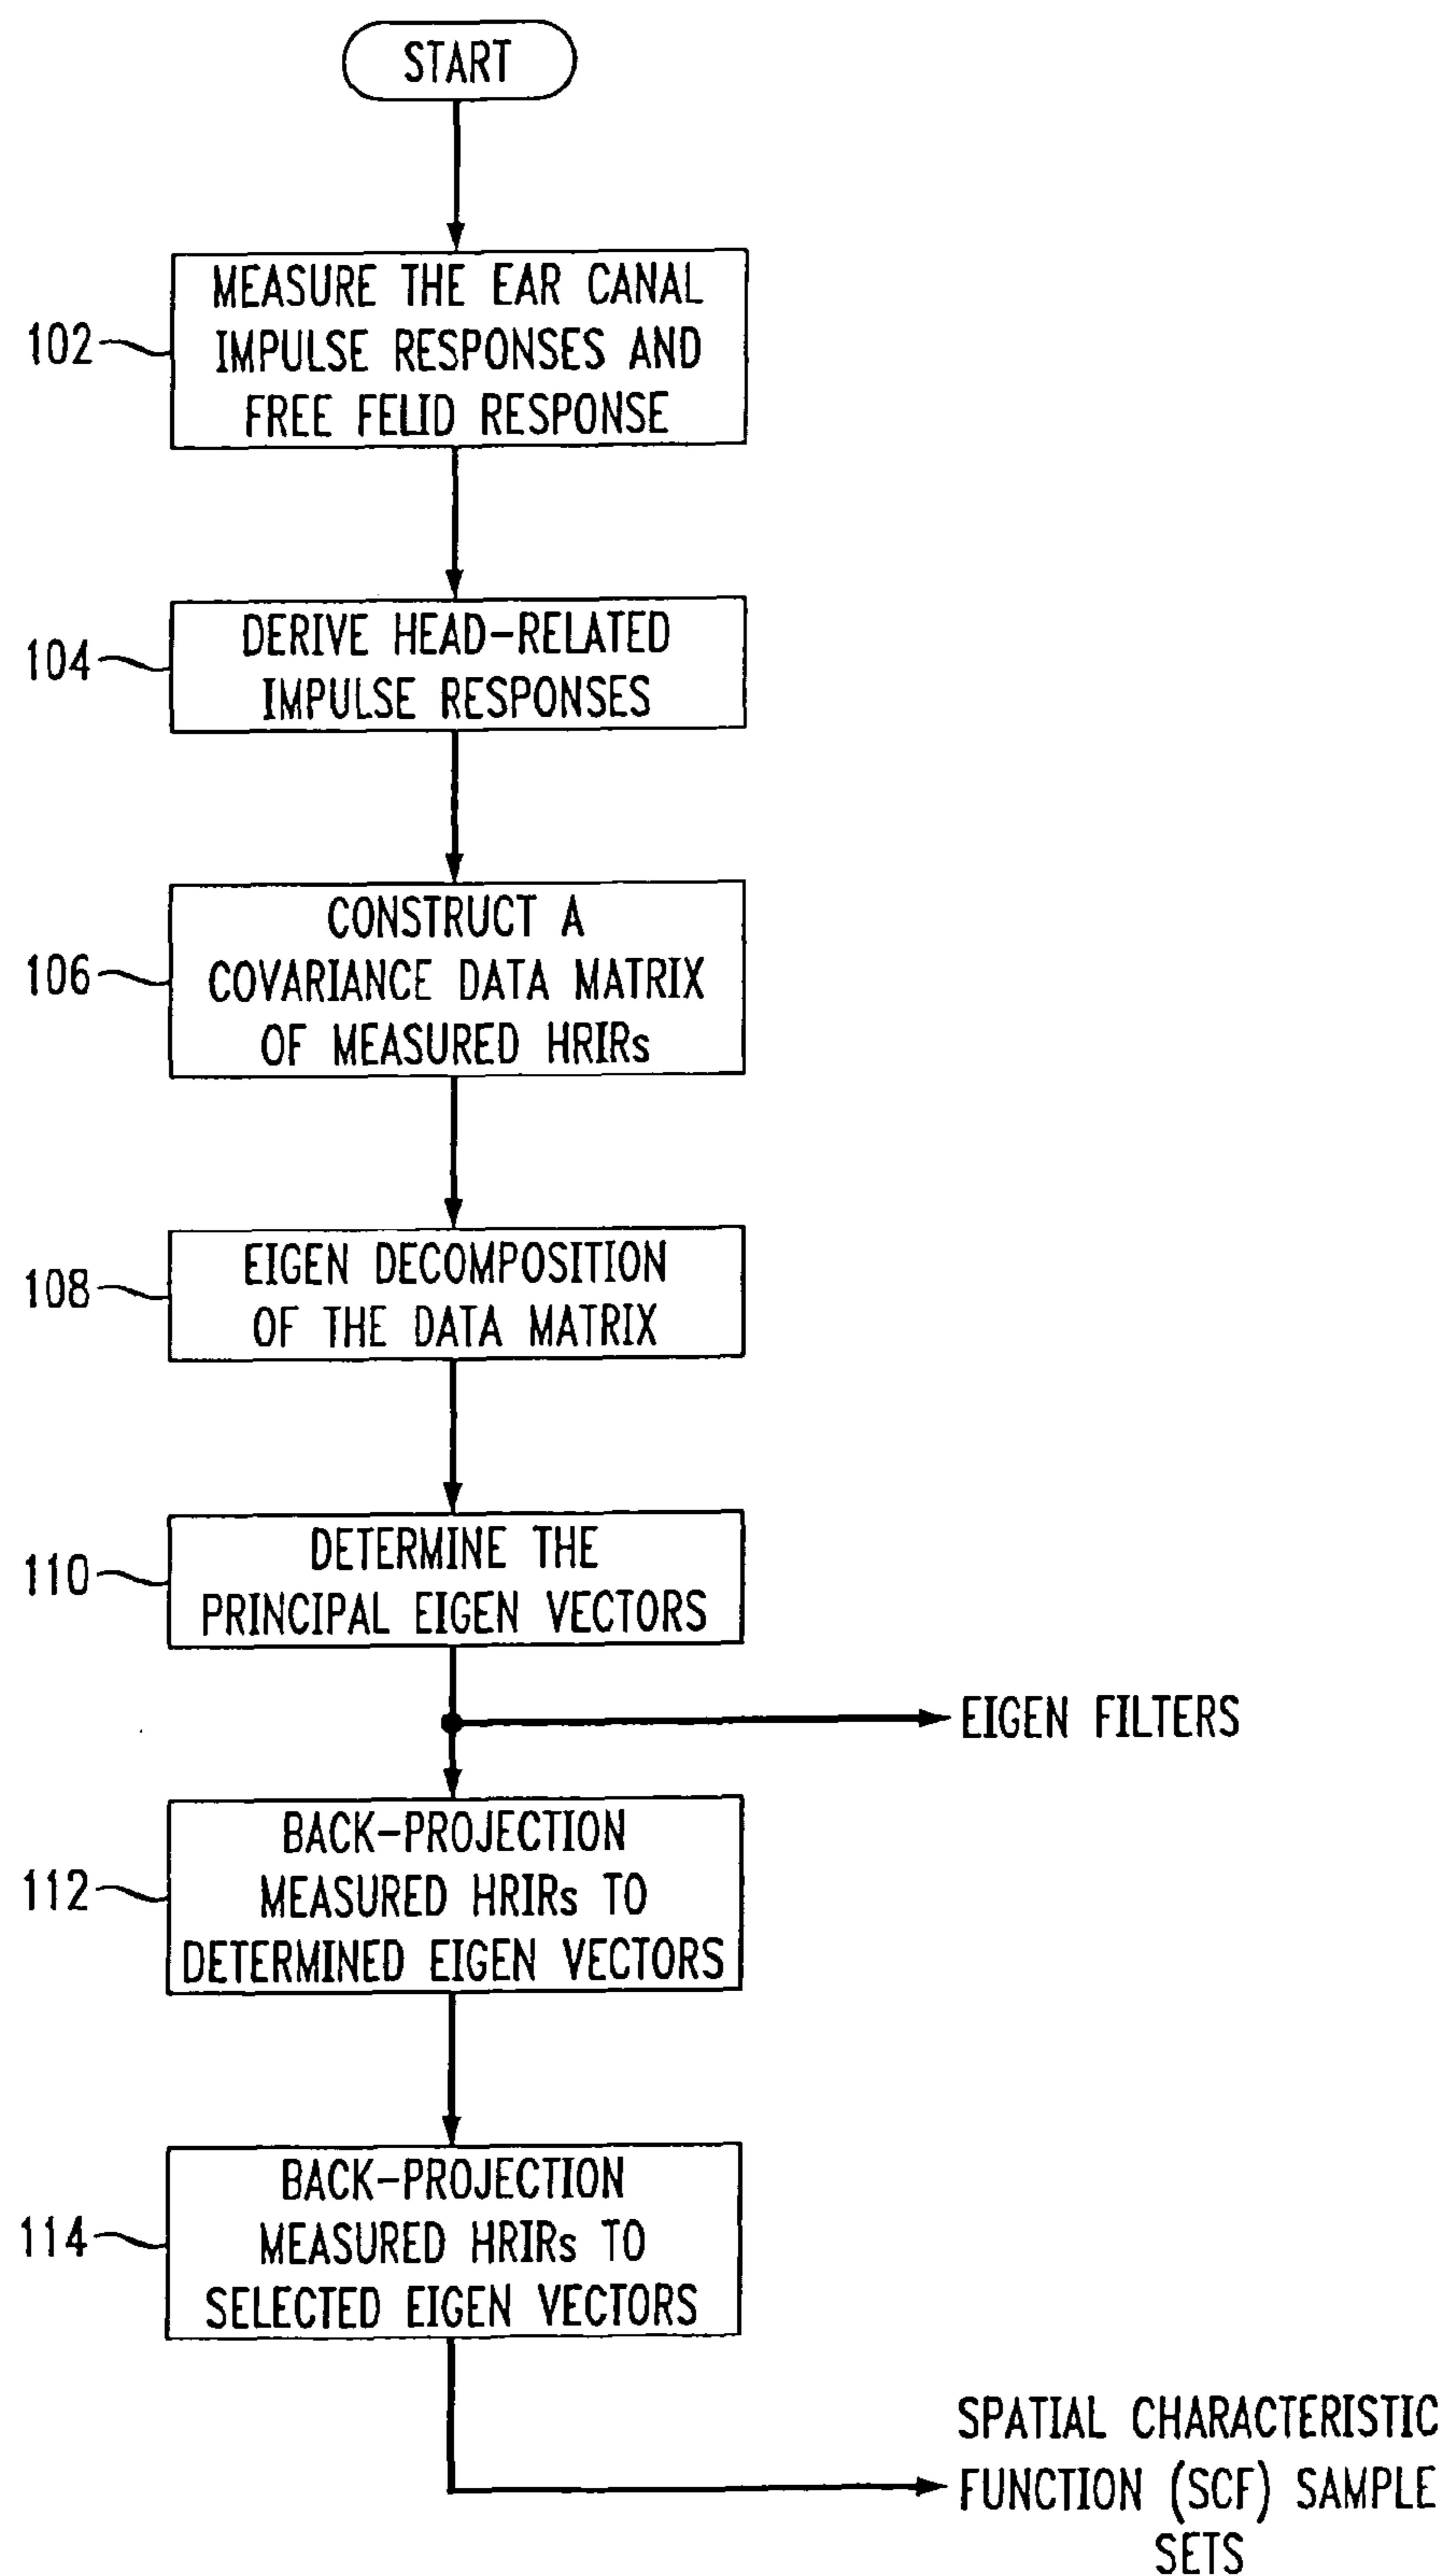 START
102
MEASURE THE EAR CANAL
IMPULSE RESPONSES AND
FREE FELID RESPONSE
104
DERIVE HEAD-RELATED
IMPULSE RESPONSES
106
CONSTRUCT A
COVARIANCE DATA MATRIX
OF MEASURED HRIRs
108
EIGEN DECOMPOSITION
OF THE DATA MATRIX
110
DETERMINE THE
PRINCIPAL EIGEN VECTORS
EIGEN FILTERS
112
BACK-PROJECTION
MEASURED HRIRs TO
DETERMINED EIGEN VECTORS
114
BACK-PROJECTION
MEASURED HRIRs TO
SELECTED EIGEN VECTORS
SPATIAL CHARACTERISTIC
FUNCTION (SCF) SAMPLE
SETS